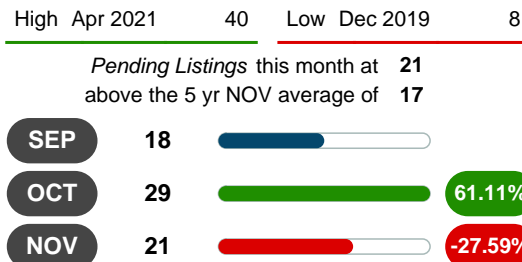 High Apr 2021 40 Low Dec 2019 8
Pending Listings this month at 21
above the 5 yr NOV average of 17
SEP 18
OCT 29 61.11%
NOV 21 -27.59%